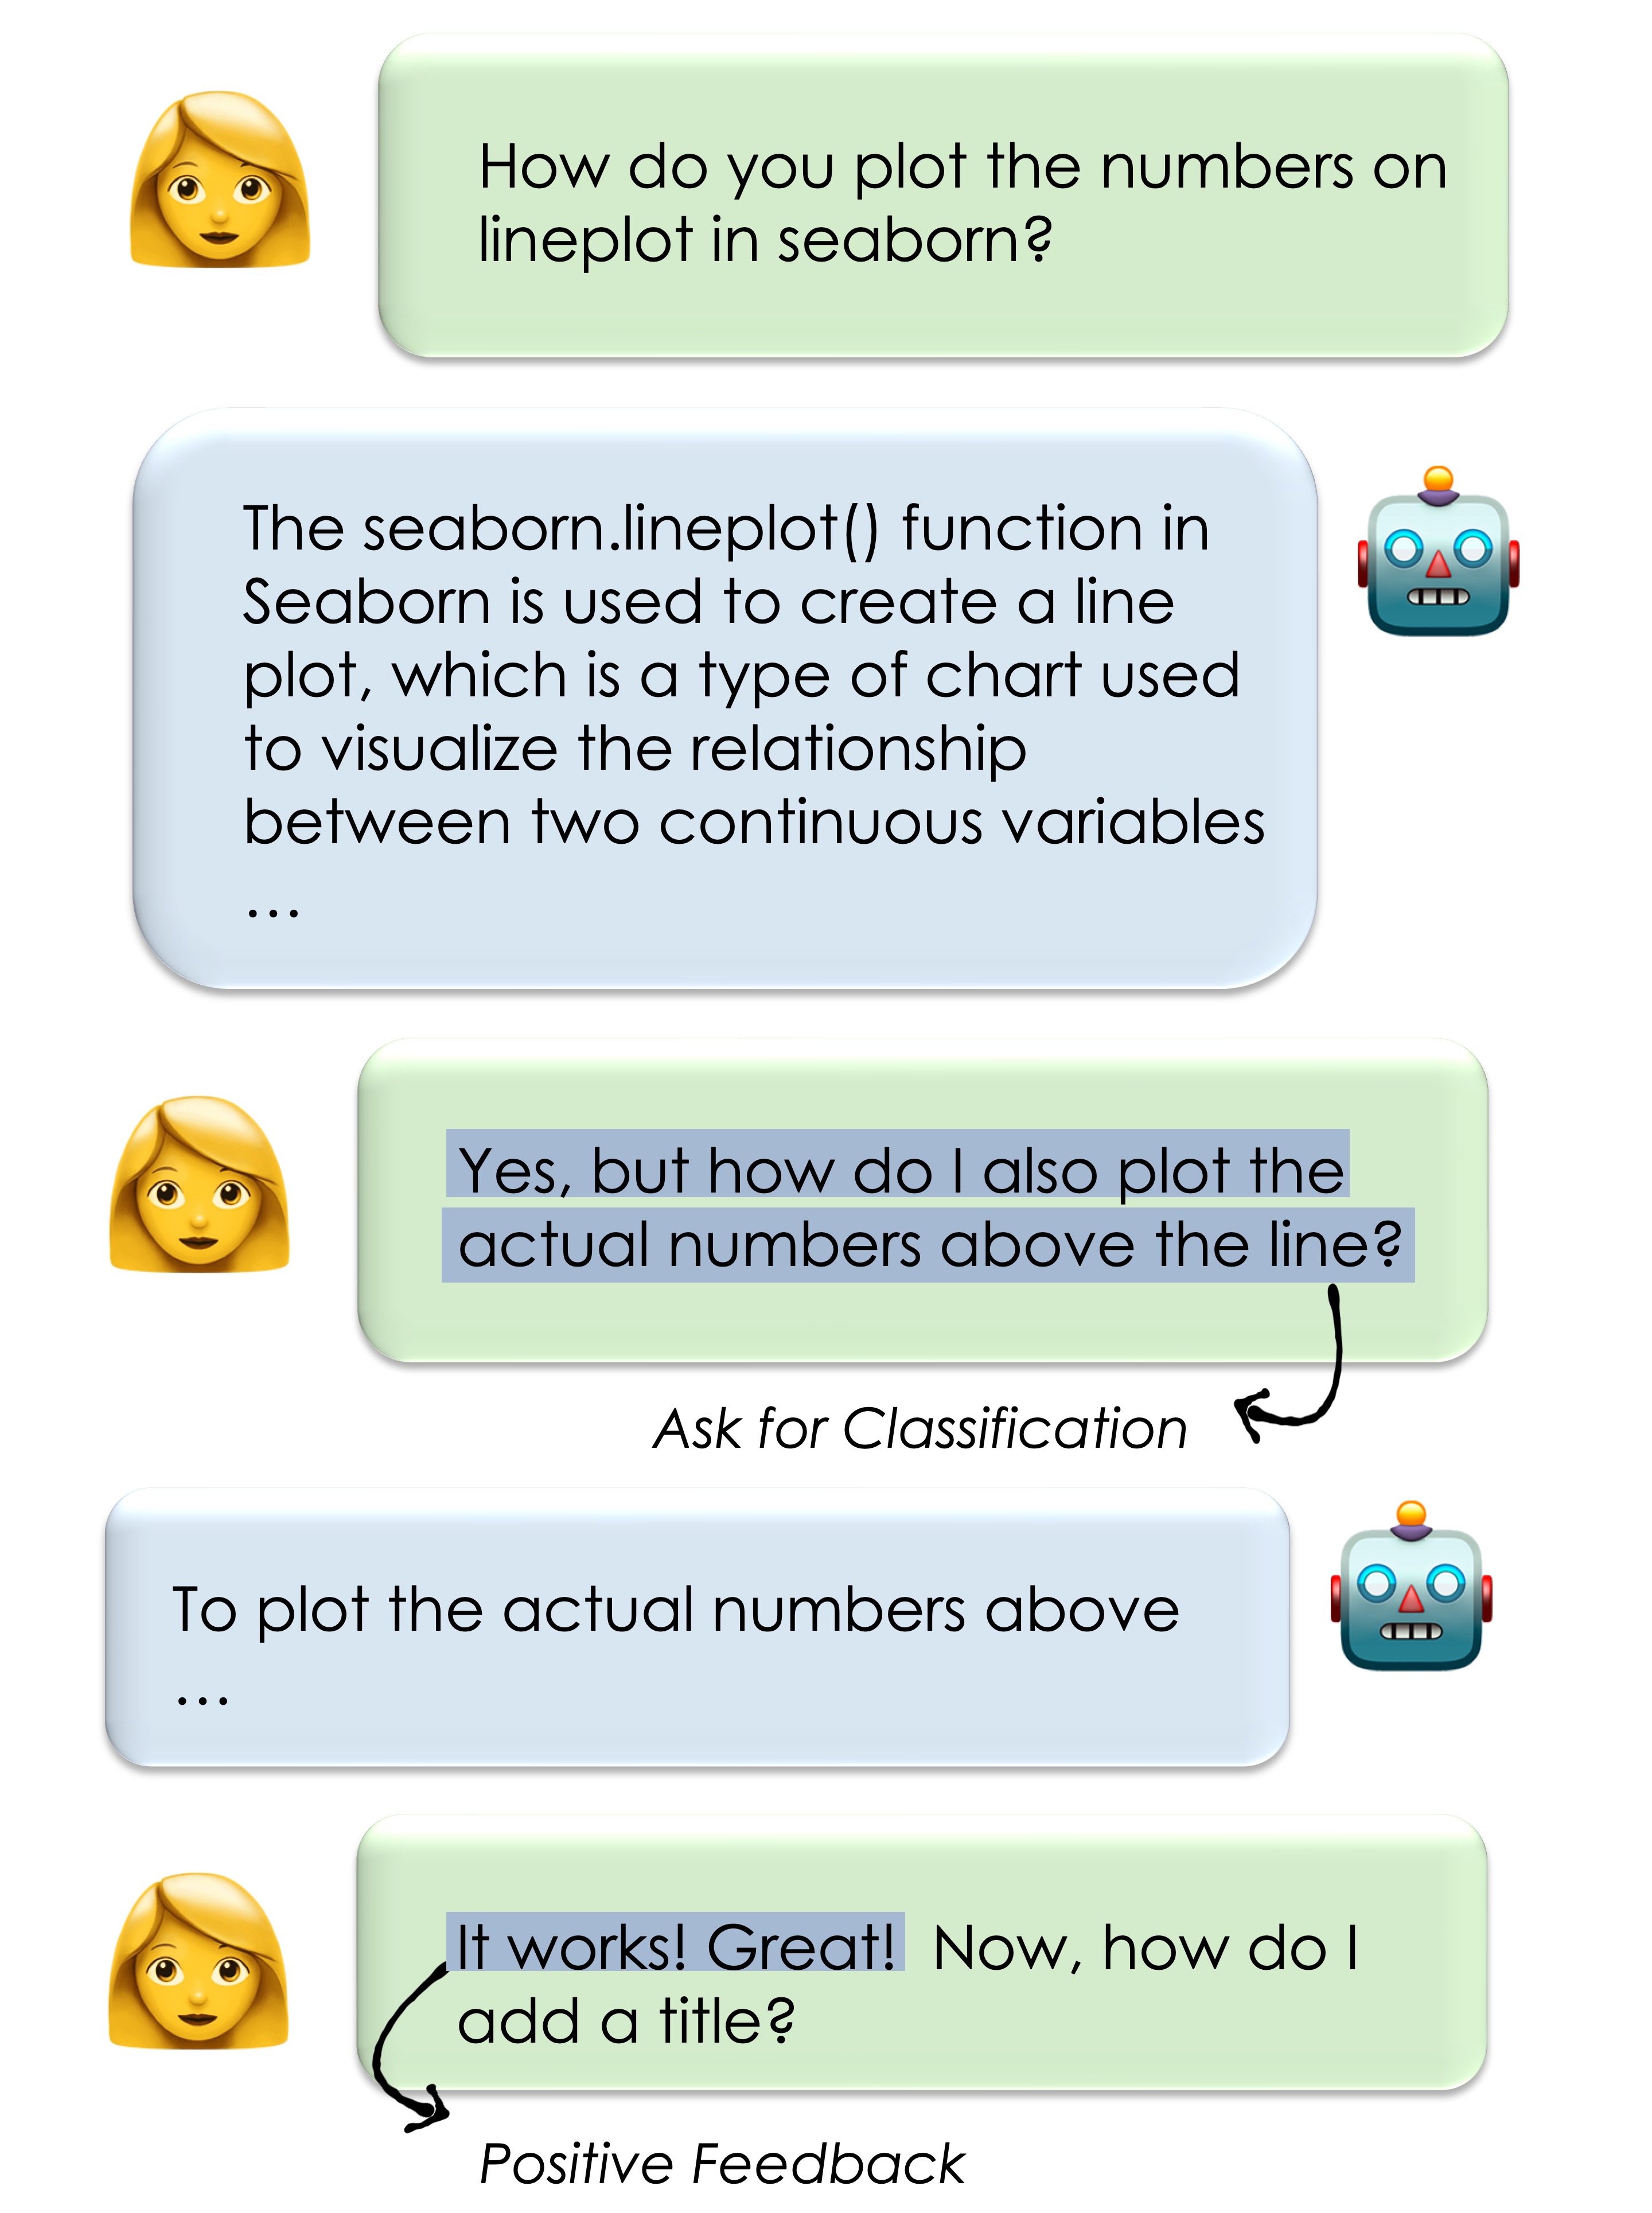 How do you plot the numbers on
lineplot in seaborn?
The seaborn.lineplot() function in
Seaborn is used to create a line
plot, which is a type of chart used
to visualize the relationship
between two continuous variables
...
Yes, but how do I also plot the
actual numbers above the line?
Ask for Classification
To plot the actual numbers above
...
It works! Great! Now, how do I
add a title?
Positive Feedback